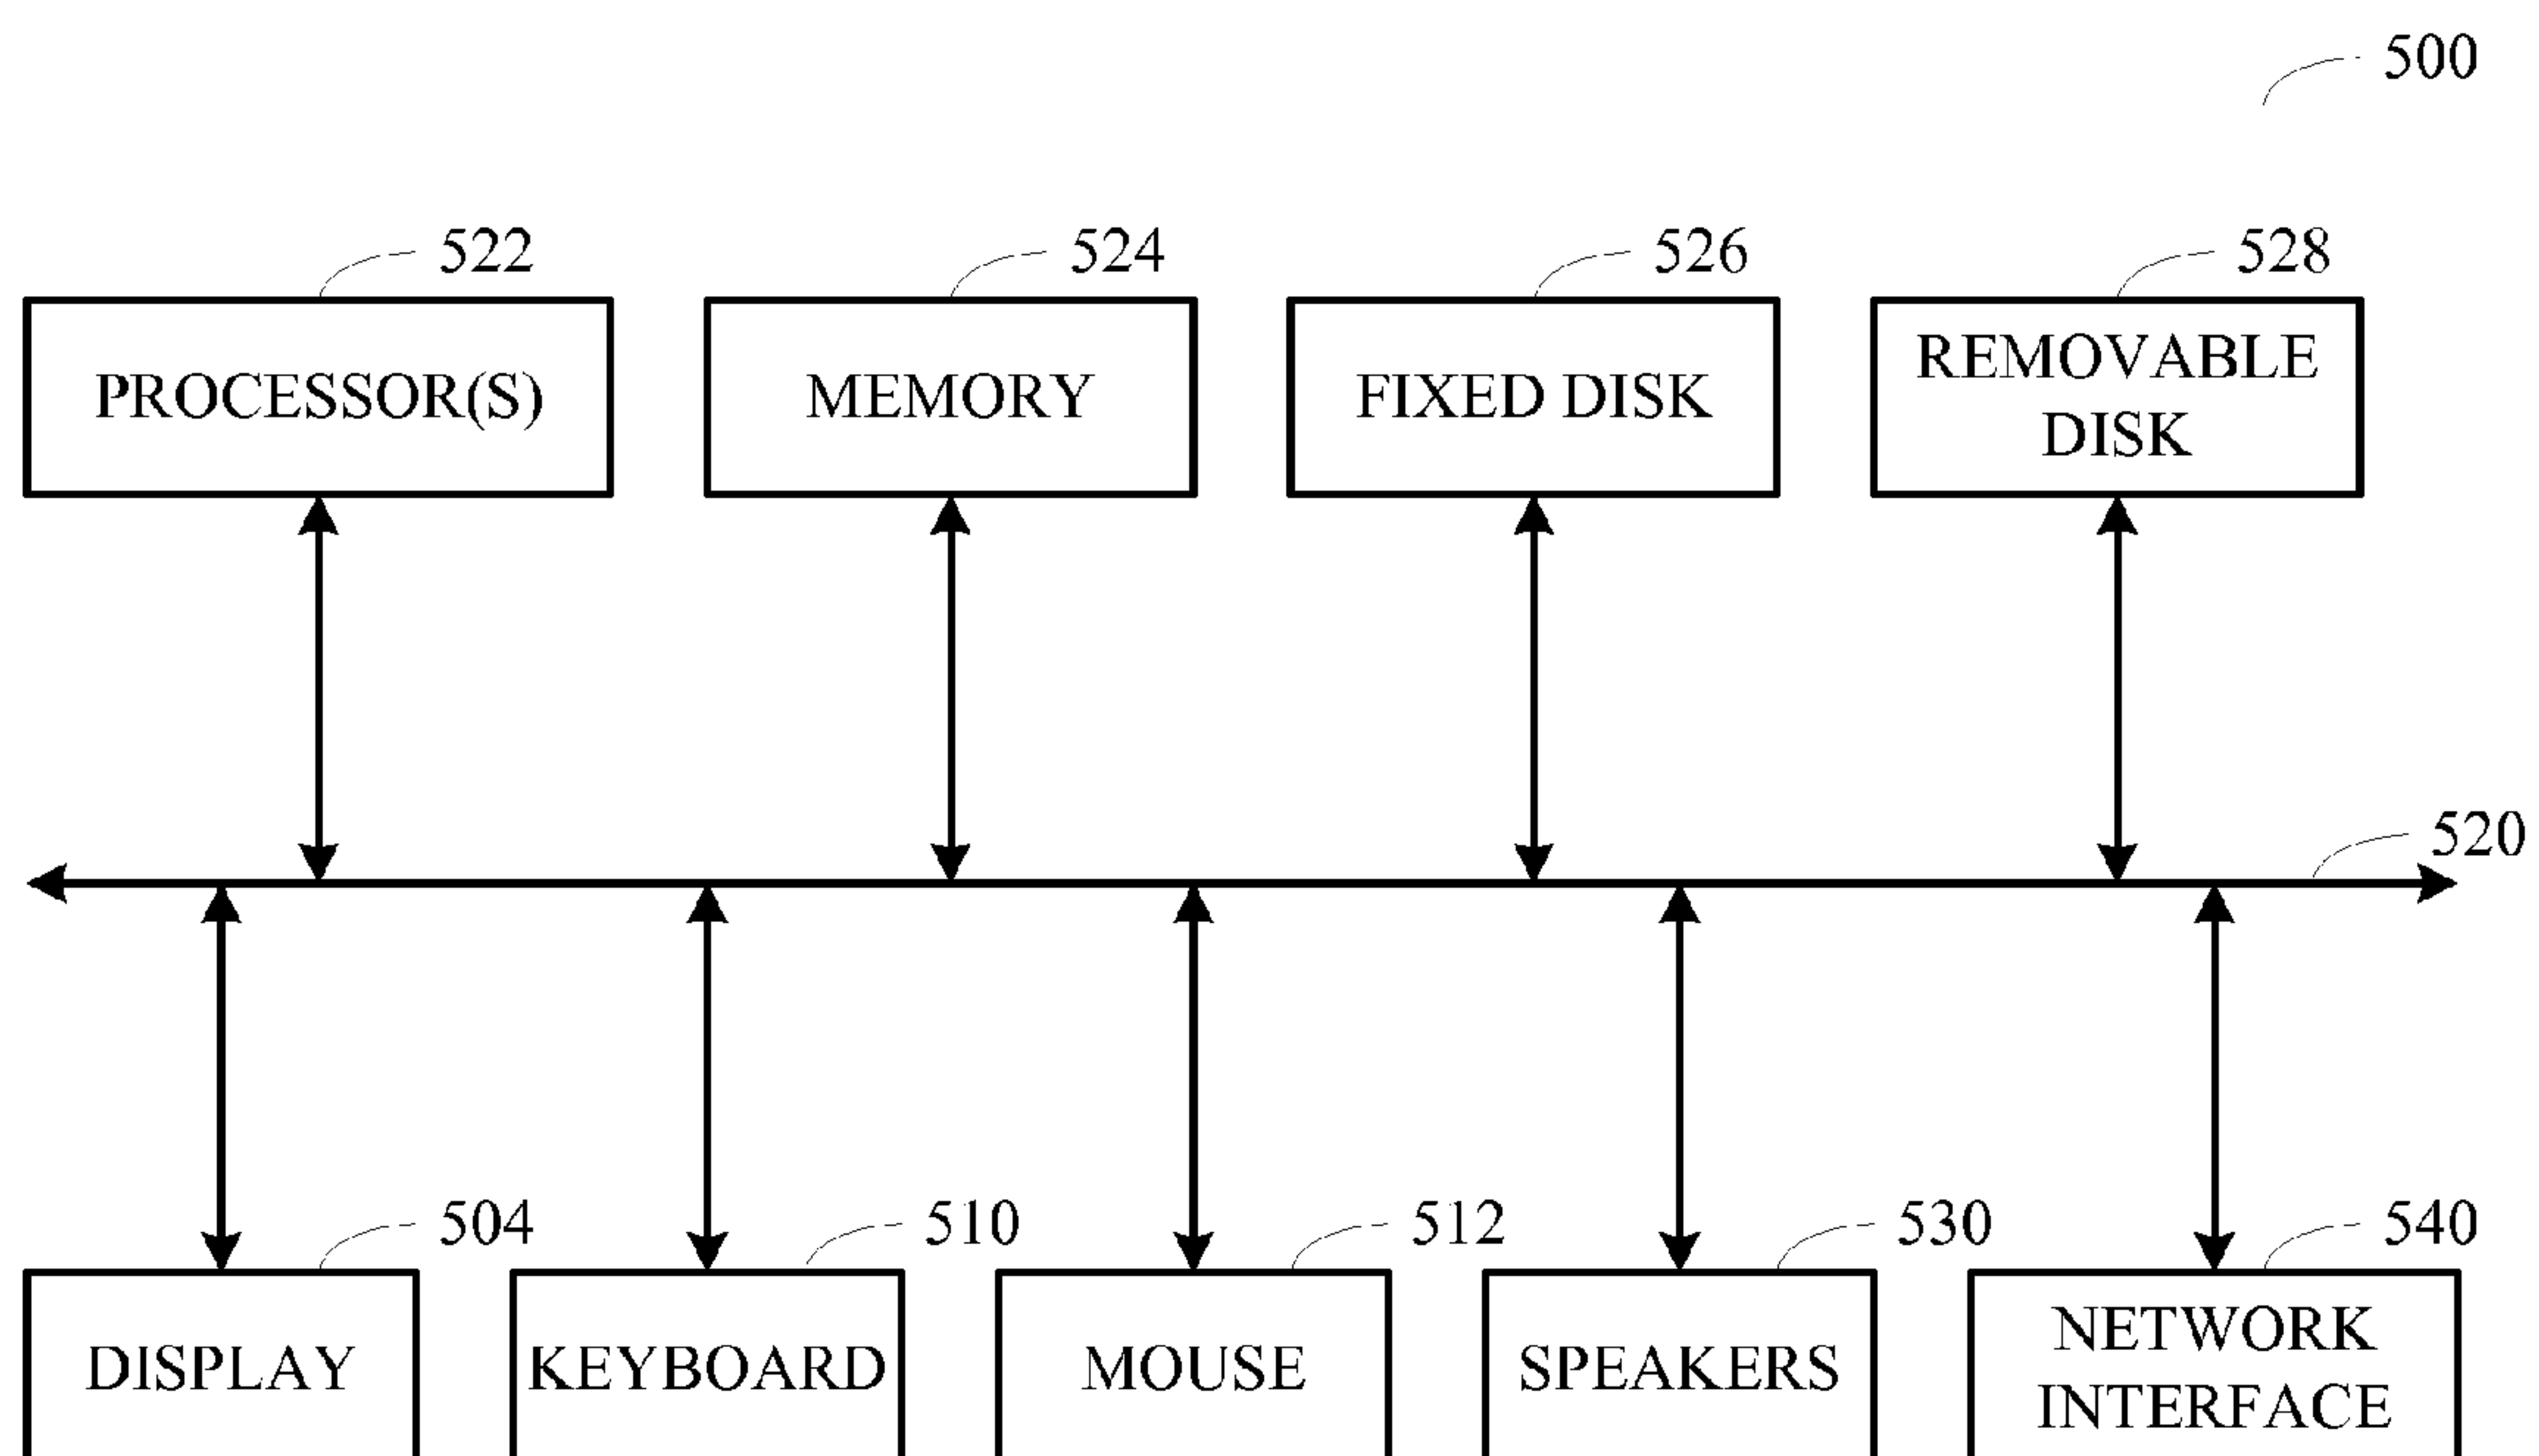 500
522
524
526
528
PROCESSOR(S)
MEMORY
FIXED DISK
REMOVABLE
DISK
520
504
510
512
530
540
DISPLAY
KEYBOARD
MOUSE
SPEAKERS
NETWORK
INTERFACE